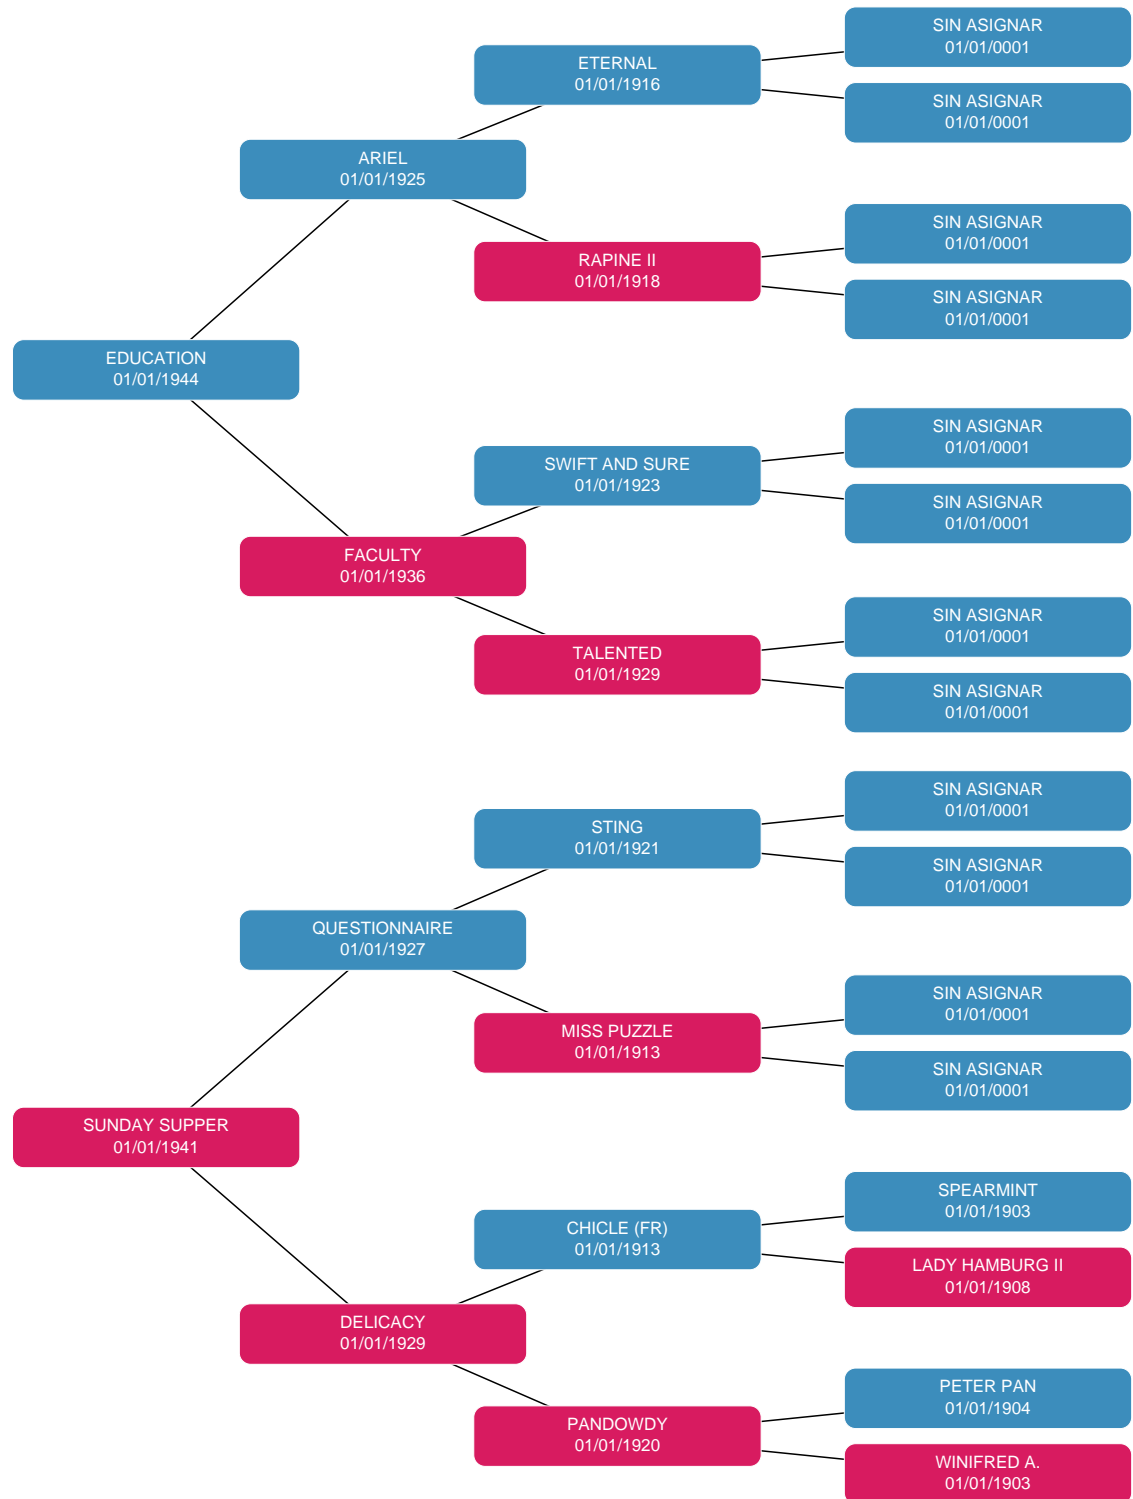 SIN ASIGNAR
01/01/0001
ETERNAL
01/01/1916
SIN ASIGNAR
01/01/0001
ARIEL
01/01/1925
SIN ASIGNAR
01/01/0001
RAPINE II
01/01/1918
SIN ASIGNAR
01/01/0001
EDUCATION
01/01/1944
SIN ASIGNAR
01/01/0001
SWIFT AND SURE
01/01/1923
SIN ASIGNAR
01/01/0001
FACULTY
01/01/1936
SIN ASIGNAR
01/01/0001
TALENTED
01/01/1929
SIN ASIGNAR
01/01/0001
SIN ASIGNAR
01/01/0001
STING
01/01/1921
SIN ASIGNAR
01/01/0001
QUESTIONNAIRE
01/01/1927
SIN ASIGNAR
01/01/0001
MISS PUZZLE
01/01/1913
SIN ASIGNAR
01/01/0001
SUNDAY SUPPER
01/01/1941
SPEARMINT
01/01/1903
CHICLE (FR)
01/01/1913
LADY HAMBURG II
01/01/1908
DELICACY
01/01/1929
PETER PAN
01/01/1904
PANDOWDY
01/01/1920
WINIFRED A.
01/01/1903